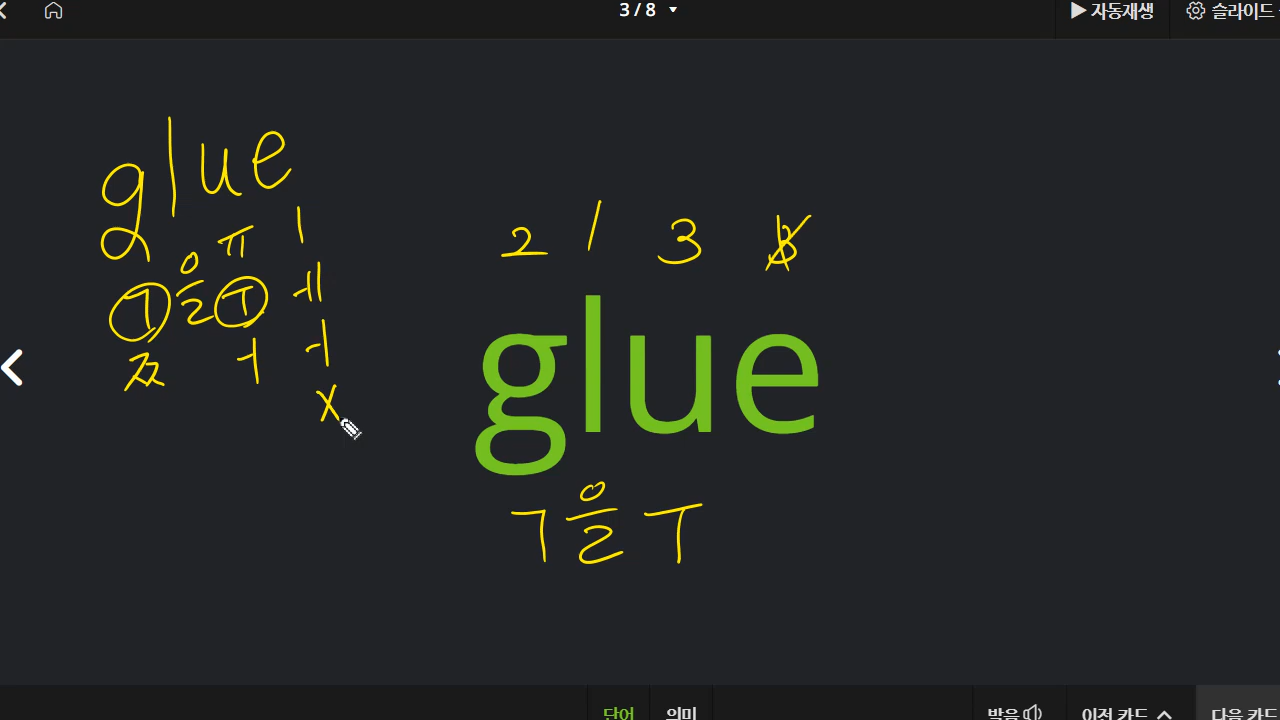 3 / 8
▶ 자동재생
슬라이드
glue
ㅠ ㅣ
ㄱ 을 ㅜ ㅔ
ㅈ ㅓ ㅓ
X
2 / 3
glue
ㄱ 을 ㅜ
단어 의미
발음 이전 카드 다음 카드